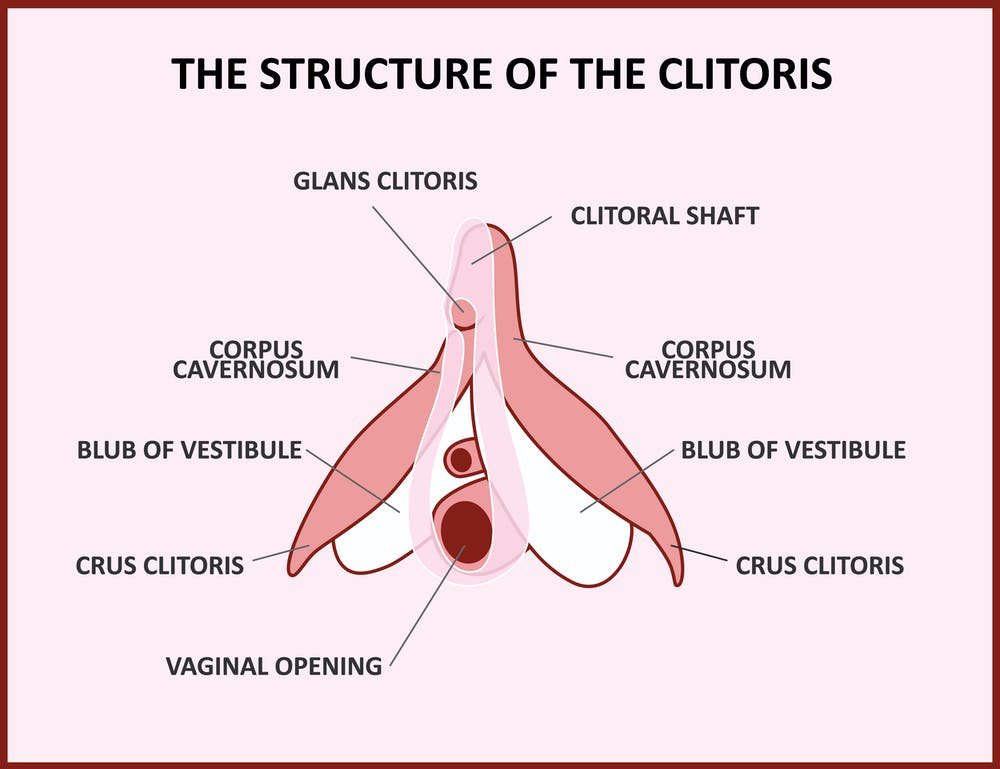 THE STRUCTURE OF THE CLITORIS
GLANS CLITORIS
CLITORAL SHAFT
CORPUS
CAVERNOSUM
CORPUS
CAVERNOSUM
BLUB OF VESTIBULE
BLUB OF VESTIBULE
CRUS CLITORIS
CRUS CLITORIS
VAGINAL OPENING